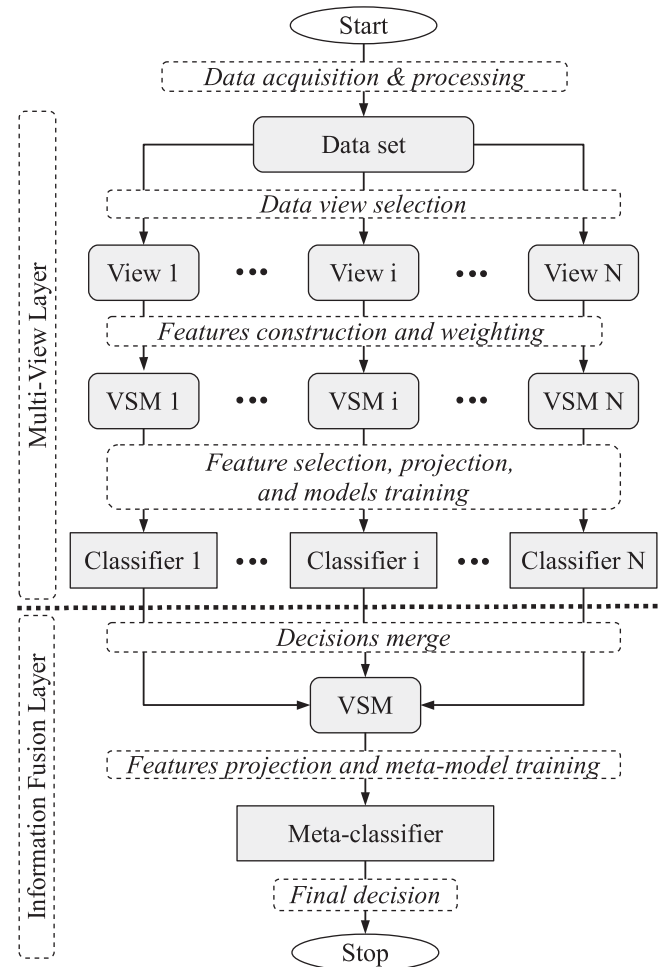 Start
Data acquisition & processing
Data set
Data view selection
View 1 ••• View i ••• View N
Features construction and weighting
VSM 1 ••• VSM i ••• VSM N
Feature selection, projection,
and models training
Classifier 1 ••• Classifier i ••• Classifier N
Multi-View Layer
Decisions merge
VSM
Features projection and meta-model training
Meta-classifier
Final decision
Stop
Information Fusion Layer